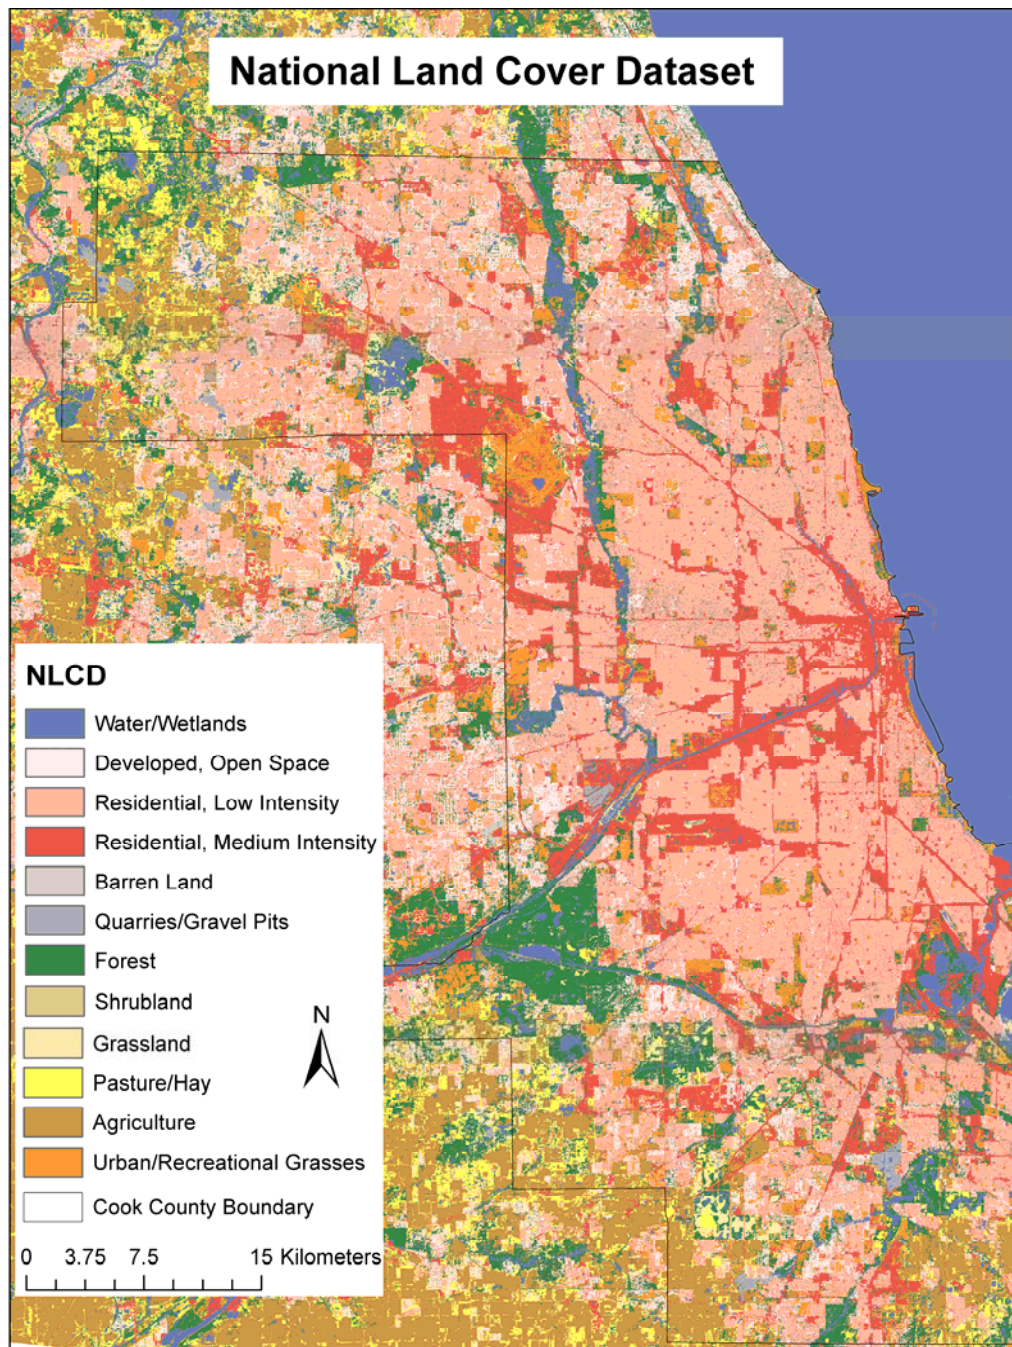 National Land Cover Dataset
NLCD
Water/Wetlands
Developed, Open Space
Residential, Low Intensity
Residential, Medium Intensity
Barren Land
Quarries/Gravel Pits
Forest
Shrubland
Grassland
Pasture/Hay
Agriculture
Urban/Recreational Grasses
Cook County Boundary
N
0 3.75 7.5 15 Kilometers